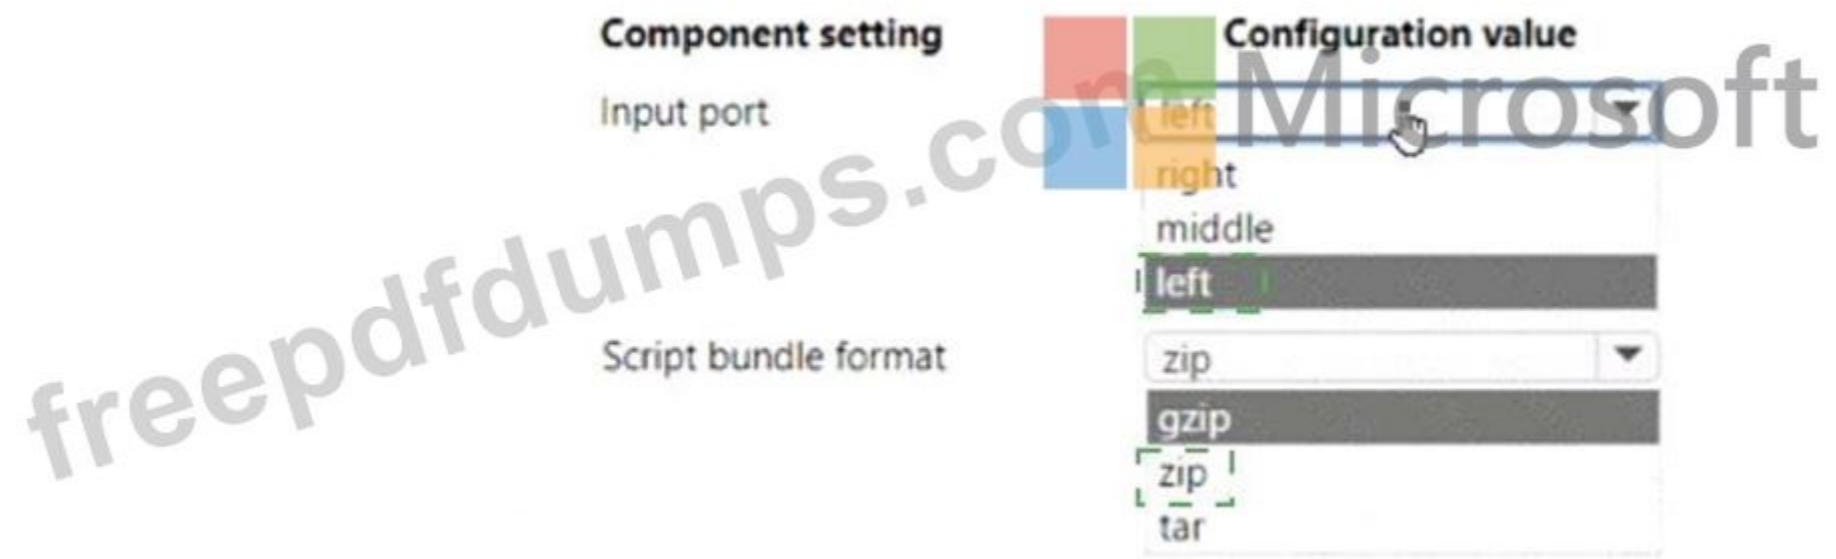 Component setting Configuration value
Input port left
right
middle
left
Script bundle format zip
gzip
zip
tar
freepdfdumps.com
Microsoft